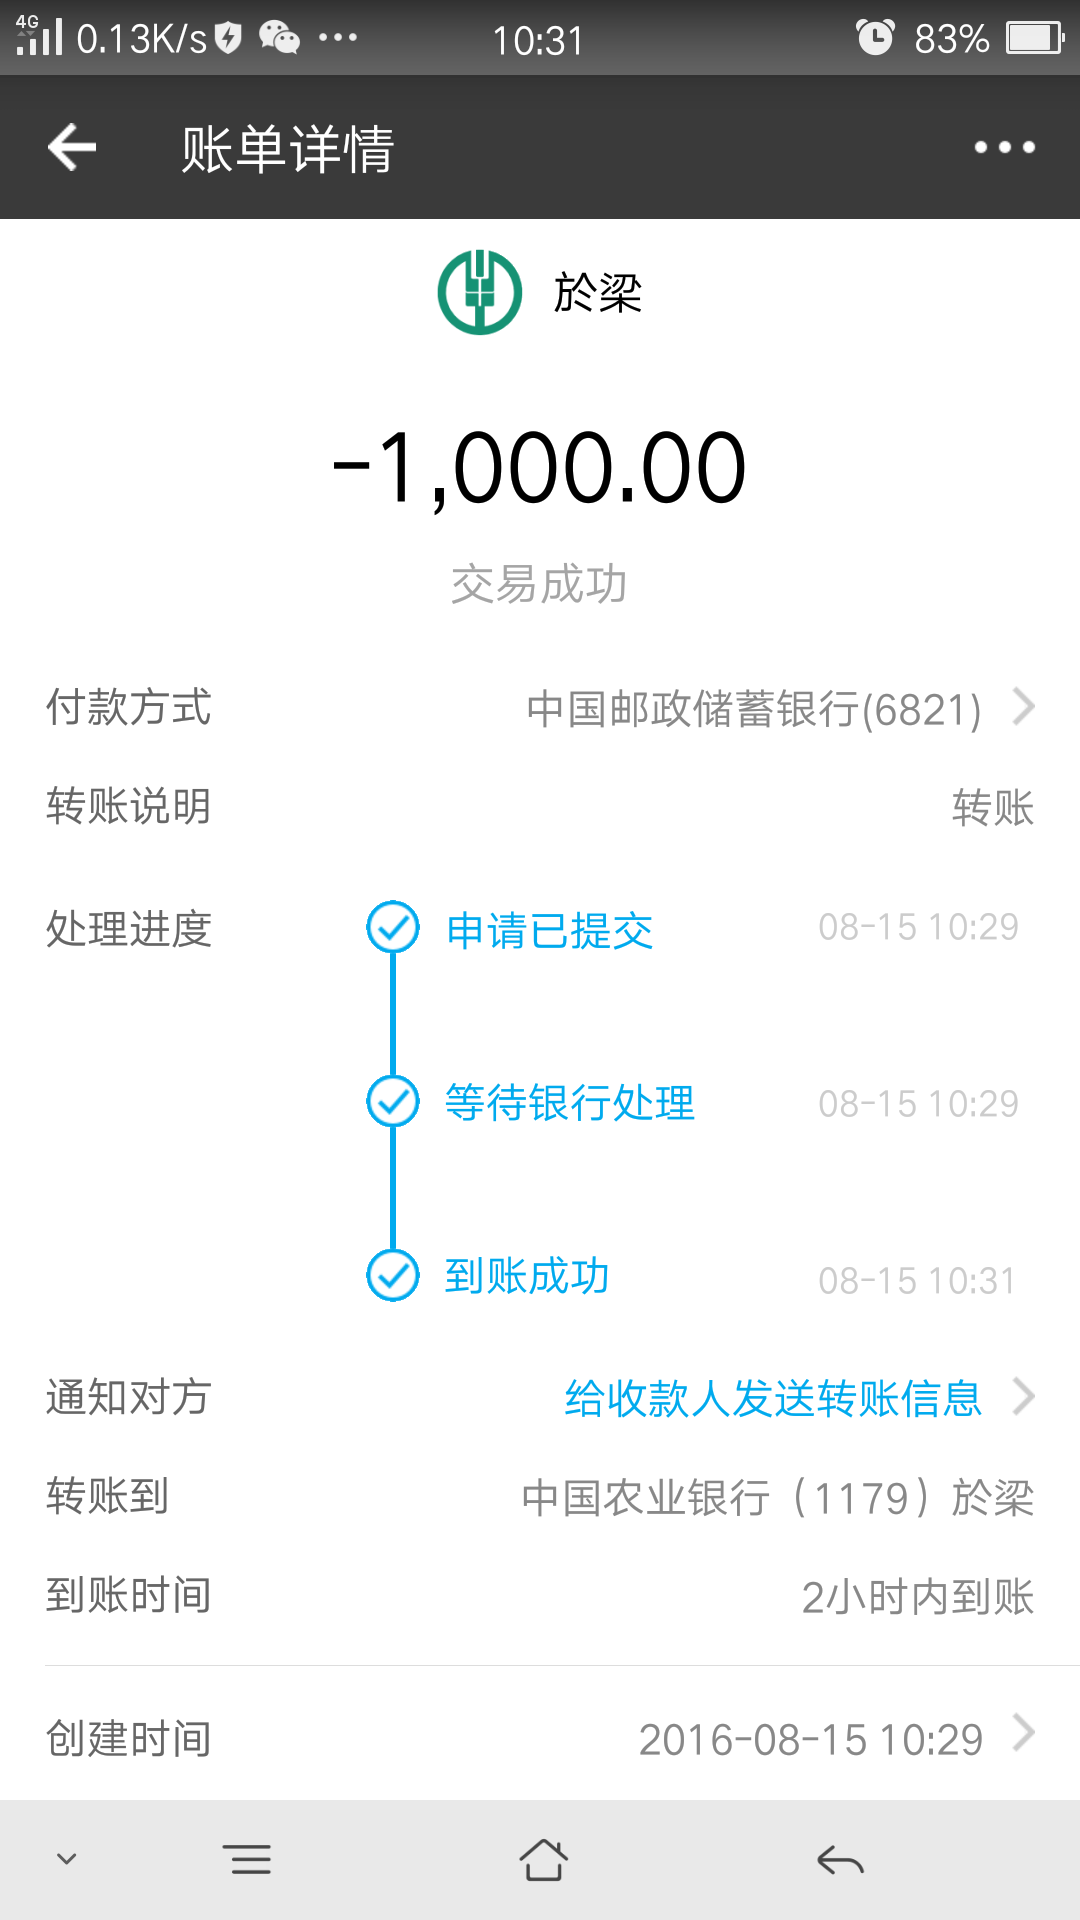 4G 0.13K/s 10:31 83%
账单详情
於梁
-1,000.00
交易成功
付款方式 中国邮政储蓄银行(6821)
转账说明 转账
处理进度 申请已提交 08-15 10:29
等待银行处理 08-15 10:29
到账成功 08-15 10:31
通知对方 给收款人发送转账信息
转账到 中国农业银行（1179）於梁
到账时间 2小时内到账
创建时间 2016-08-15 10:29